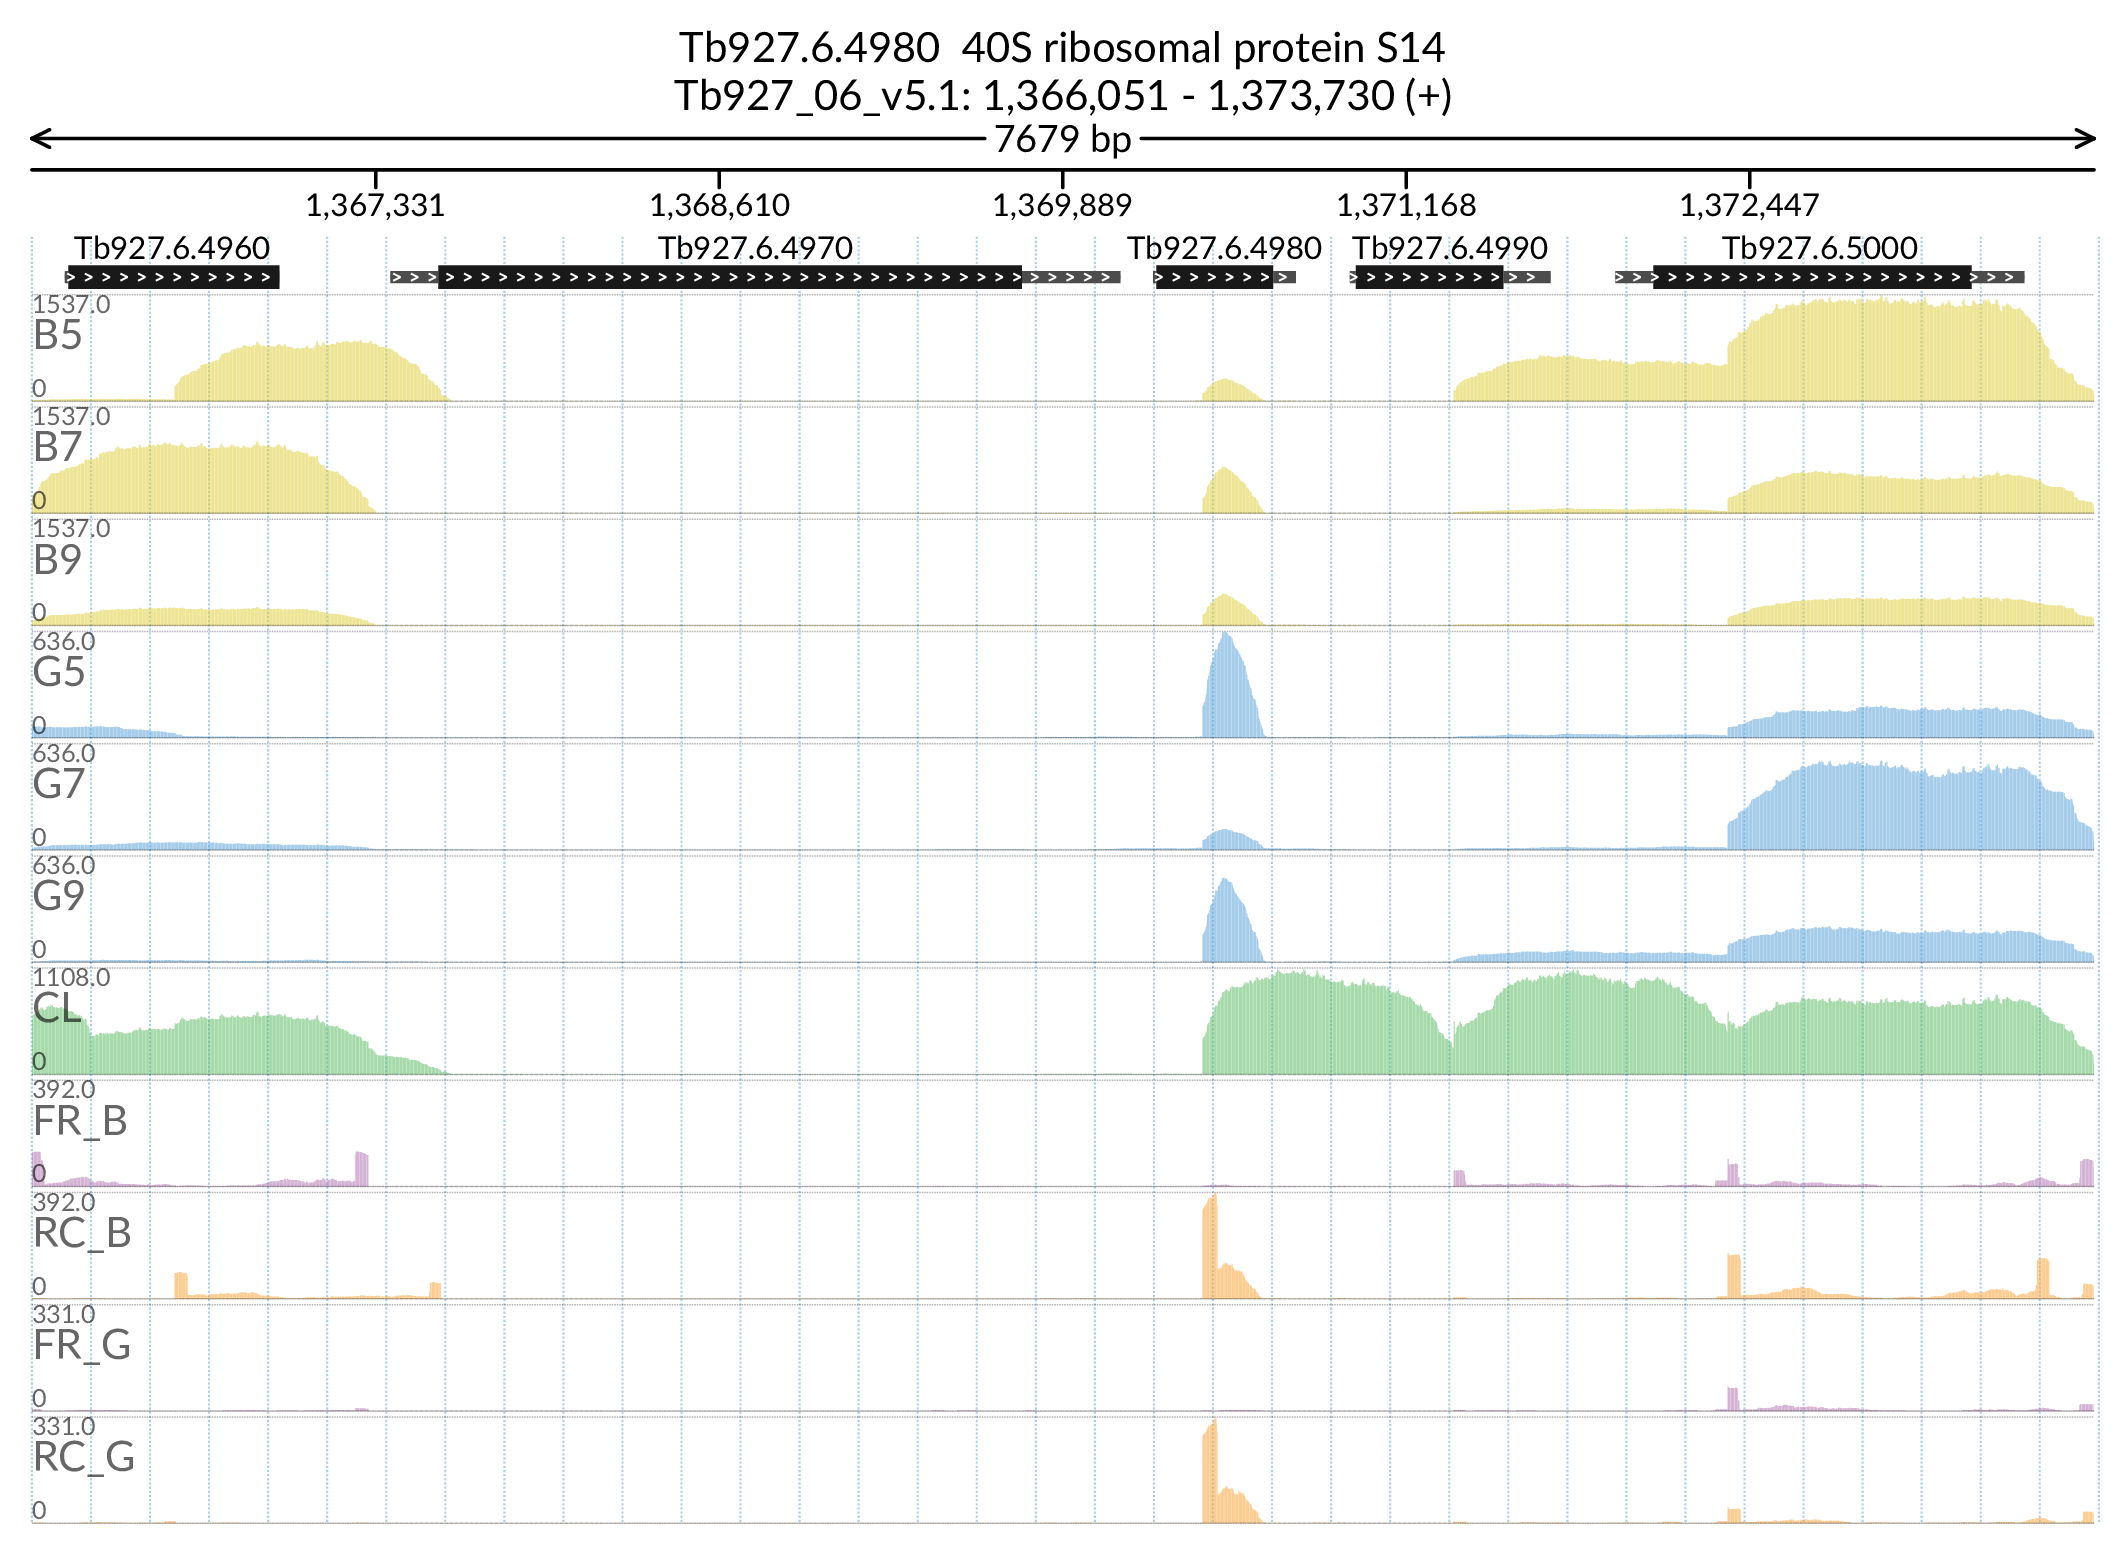 Tb927.6.4980  40S ribosomal protein S14
Tb927_06_v5.1: 1,366,051 - 1,373,730 (+)
7679 bp
1,367,331 1,368,610 1,369,889 1,371,168 1,372,447
Tb927.6.4960 Tb927.6.4970 Tb927.6.4980 Tb927.6.4990 Tb927.6.5000
1537.0
B5
0
1537.0
B7
0
1537.0
B9
0
636.0
G5
0
636.0
G7
0
636.0
G9
0
1108.0
CL
0
392.0
FR_B
0
392.0
RC_B
0
331.0
FR_G
0
331.0
RC_G
0